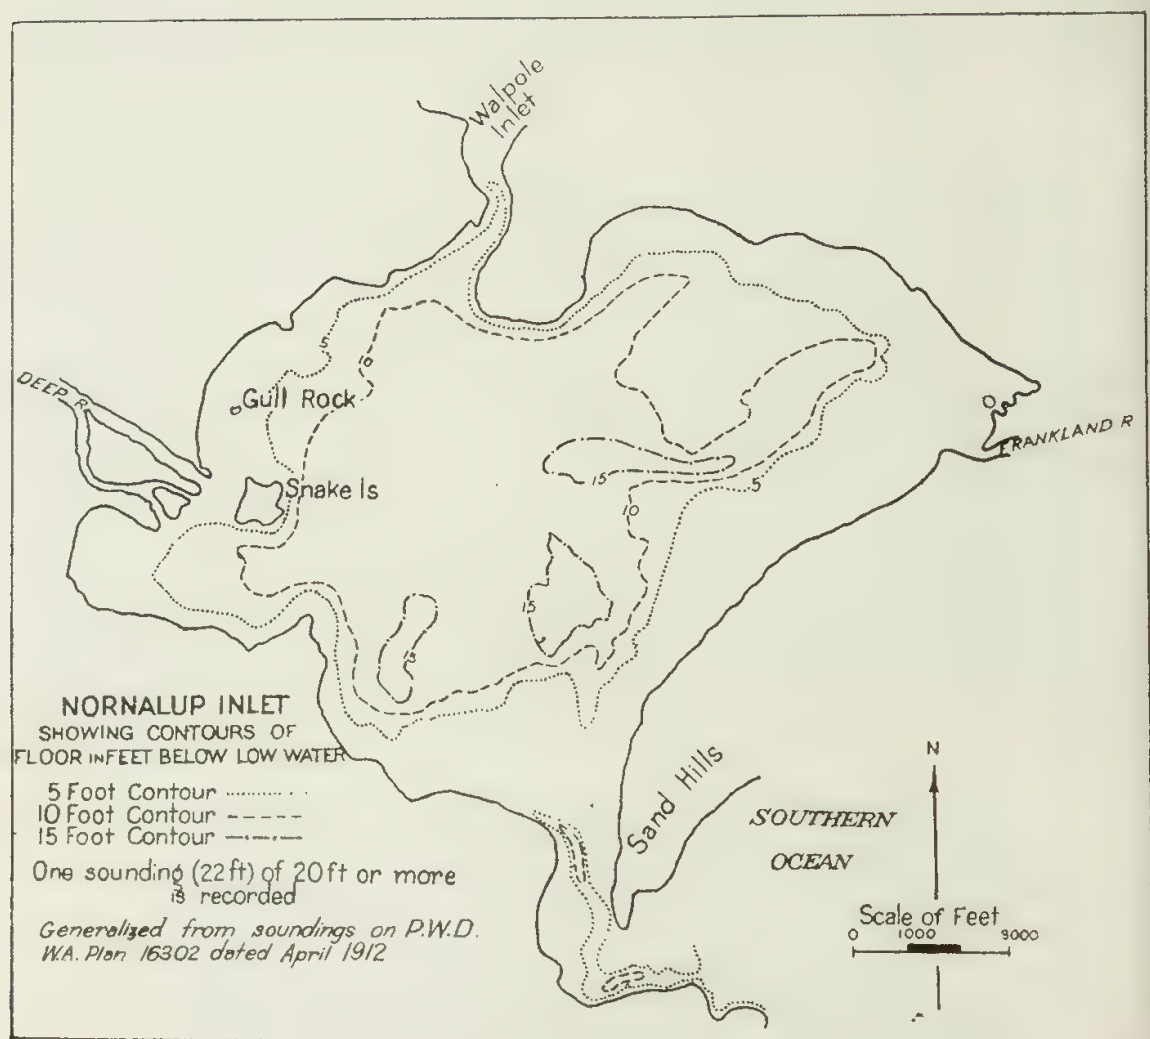 Walpole
Inlet
DEEP R
Gull Rock
Snake Is
FRANKLAND R
5
10
15
5
10
15
15
NORNALUP INLET
SHOWING CONTOURS OF
FLOOR IN FEET BELOW LOW WATER
5 Foot Contour
10 Foot Contour
15 Foot Contour
One sounding (22 ft) of 20 ft or more
is recorded
Generalized from soundings on P.W.D.
W.A. Plan 16302 dated April 1912
Sand Hills
SOUTHERN
OCEAN
N
Scale of Feet
0 1000 3000